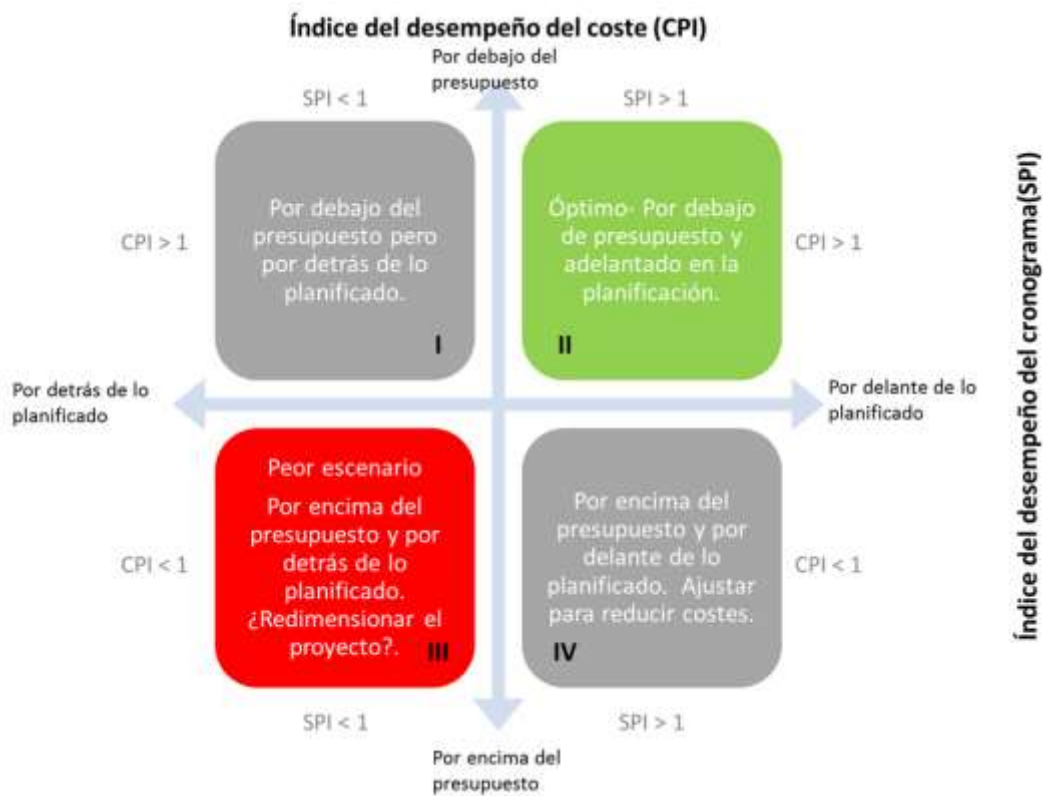 Índice del desempeño del coste (CPI)
Por debajo del
presupuesto
SPI < 1
SPI > 1
CPI > 1
Por debajo del
presupuesto pero
por detrás de lo
planificado.
I
Óptimo- Por debajo
de presupuesto y
adelantado en la
planificación.
II
CPI > 1
Por detrás de lo
planificado
Por delante de lo
planificado
Índice del desempeño del cronograma(SPI)
CPI < 1
Peor escenario
Por encima del
presupuesto y por
detrás de lo
planificado.
¿Redimensionar el
proyecto?.
III
Por encima del
presupuesto y por
delante de lo
planificado. Ajustar
para reducir costes.
IV
CPI < 1
SPI < 1
SPI > 1
Por encima del
presupuesto